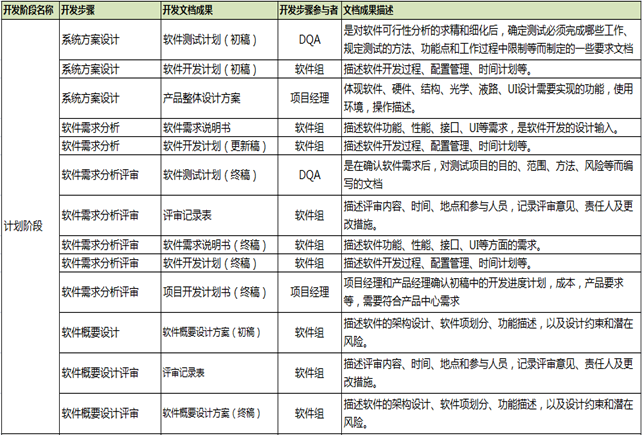 开发阶段名称 开发步骤 开发文档成果 开发步骤参与者 文档成果描述
计划阶段
系统方案设计 软件测试计划（初稿） DQA 是对软件可行性分析的求精和细化后，确定测试必须完成哪些工作、
规定测试的方法、功能点和工作过程中限制等而制定的一些要求文档
系统方案设计 软件开发计划（初稿） 软件组 描述软件开发过程、配置管理、时间计划等。
系统方案设计 产品整体设计方案 项目经理 体现软件、硬件、结构、光学、液路、UI设计需要实现的功能，使用
环境，操作描述。
软件需求分析 软件需求说明书 软件组 描述软件功能、性能、接口、UI等需求，是软件开发的设计输入。
软件需求分析 软件开发计划（更新稿） 软件组 描述软件开发过程、配置管理、时间计划等。
软件需求分析评审 软件测试计划（终稿） DQA 是在确认软件需求后，对测试项目的目的、范围、方法、风险等而编
写的文档
软件需求分析评审 评审记录表 软件组 描述评审内容、时间、地点和参与人员，记录评审意见、责任人及更
改措施。
软件需求分析评审 软件需求说明书（终稿） 软件组 描述软件功能、性能、接口、UI等方面的需求。
软件需求分析评审 软件开发计划（终稿） 软件组 描述软件开发过程、配置管理、时间计划等。
软件需求分析评审 项目开发计划书（终稿） 项目经理 项目经理和产品经理确认初稿中的开发进度计划，成本，产品要求
等，需要符合产品中心需求
软件概要设计 软件概要设计方案（初稿） 软件组 描述软件的架构设计、软件项划分、功能描述，以及设计约束和潜在
风险。
软件概要设计评审 评审记录表 软件组 描述评审内容、时间、地点和参与人员，记录评审意见、责任人及更
改措施。
软件概要设计评审 软件概要设计方案（终稿） 软件组 描述软件的架构设计、软件项划分、功能描述，以及设计约束和潜在
风险。